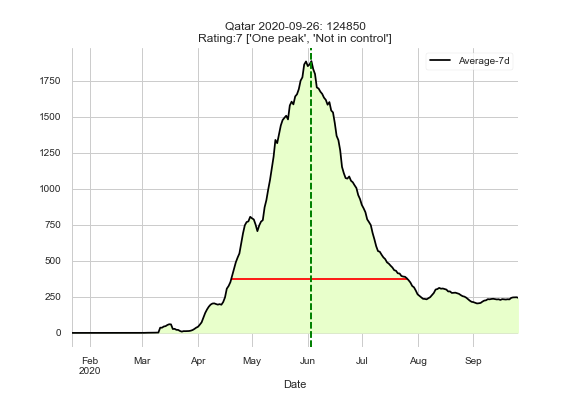 Qatar 2020-09-26: 124850
Rating:7 ['One peak', 'Not in control']
Average-7d
1750
1500
1250
1000
750
500
250
0
Feb Mar Apr May Jun Jul Aug Sep
2020
Date